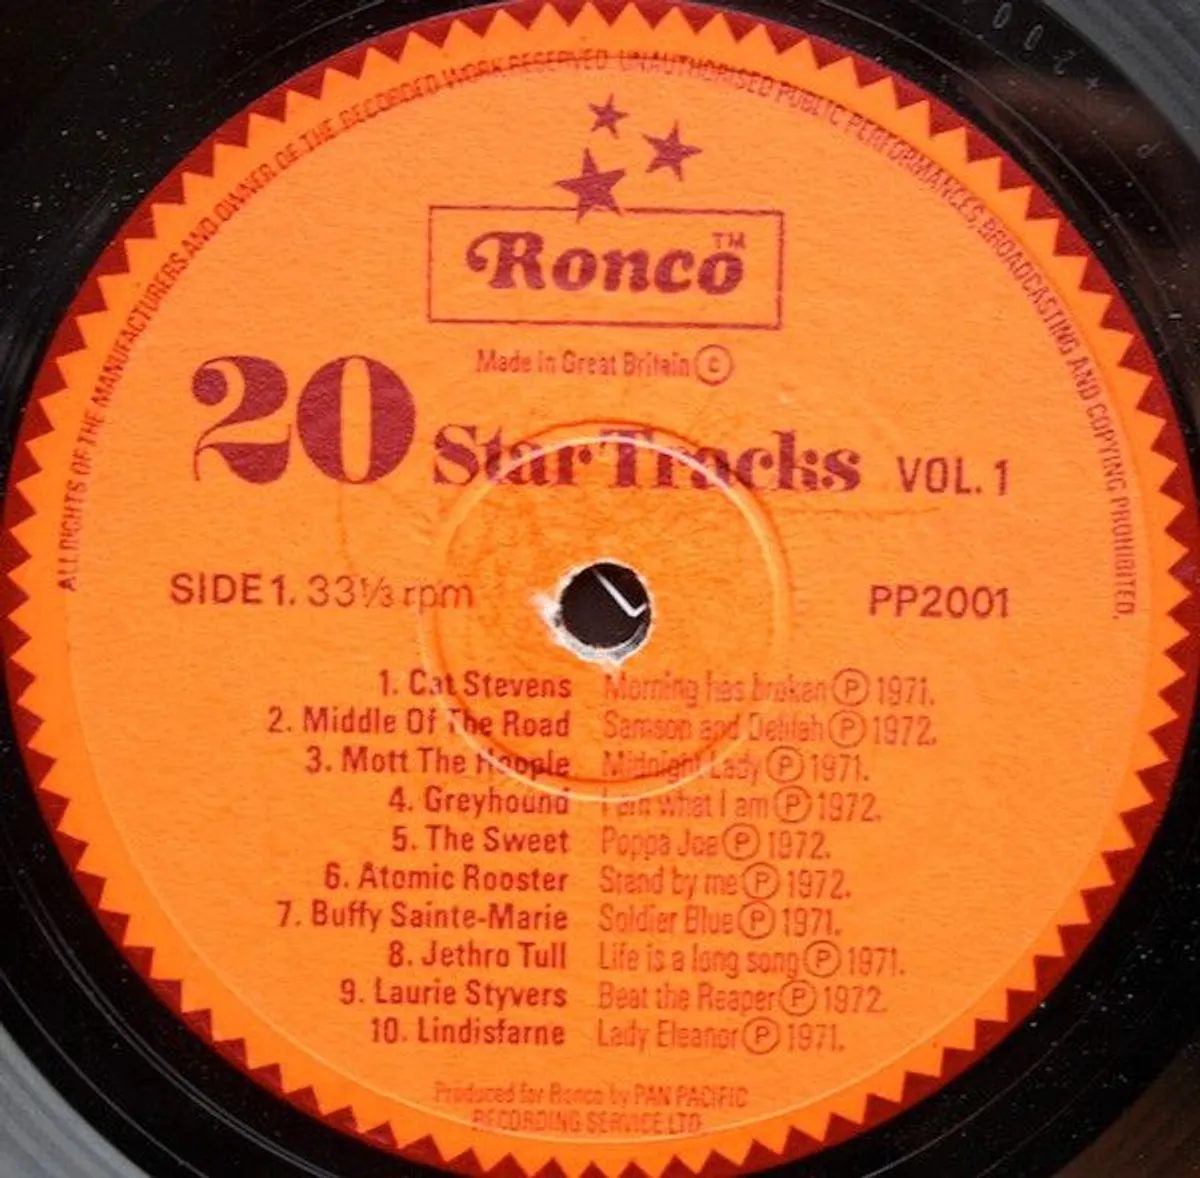 ALL RIGHTS OF THE MANUFACTURERS AND OWNER OF THE RECORDED WORK RESERVED. UNAUTHORISED PUBLIC PERFORMANCES, BROADCASTING AND COPYING PROHIBITED.
Ronco™
Made in Great Britain ©
20 Star Tracks VOL. 1
SIDE 1. 33⅓ rpm PP2001
1. Cat Stevens Morning has broken Ⓟ 1971.
2. Middle Of The Road Samson and Delilah Ⓟ 1972.
3. Mott The Hoople Midnight Lady Ⓟ 1971.
4. Greyhound I am what I am Ⓟ 1972.
5. The Sweet Poppa Joe Ⓟ 1972.
6. Atomic Rooster Stand by me Ⓟ 1972.
7. Buffy Sainte-Marie Soldier Blue Ⓟ 1971.
8. Jethro Tull Life is a long song Ⓟ 1971.
9. Laurie Styvers Beat the Reaper Ⓟ 1972.
10. Lindisfarne Lady Eleanor Ⓟ 1971.
Produced for Ronco by PAN PACIFIC
RECORDING SERVICE LTD.